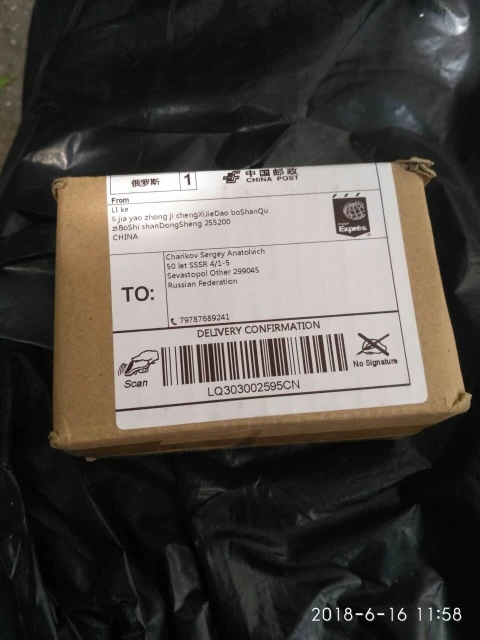 俄罗斯 1 中国邮政
CHINA POST
From
LI ke
li jia yao zhong ji chengXiJieDao boShanQu
ziBoShi shanDongSheng 255200
CHINA
Express
TO:
Charikov Sergey Anatolvich
50 let SSSR 4/1-5
Sevastopol Other 299045
Russian Federation
79787689241
DELIVERY CONFIRMATION
Scan
No Signature
LQ303002595CN
2018-6-16 11:58